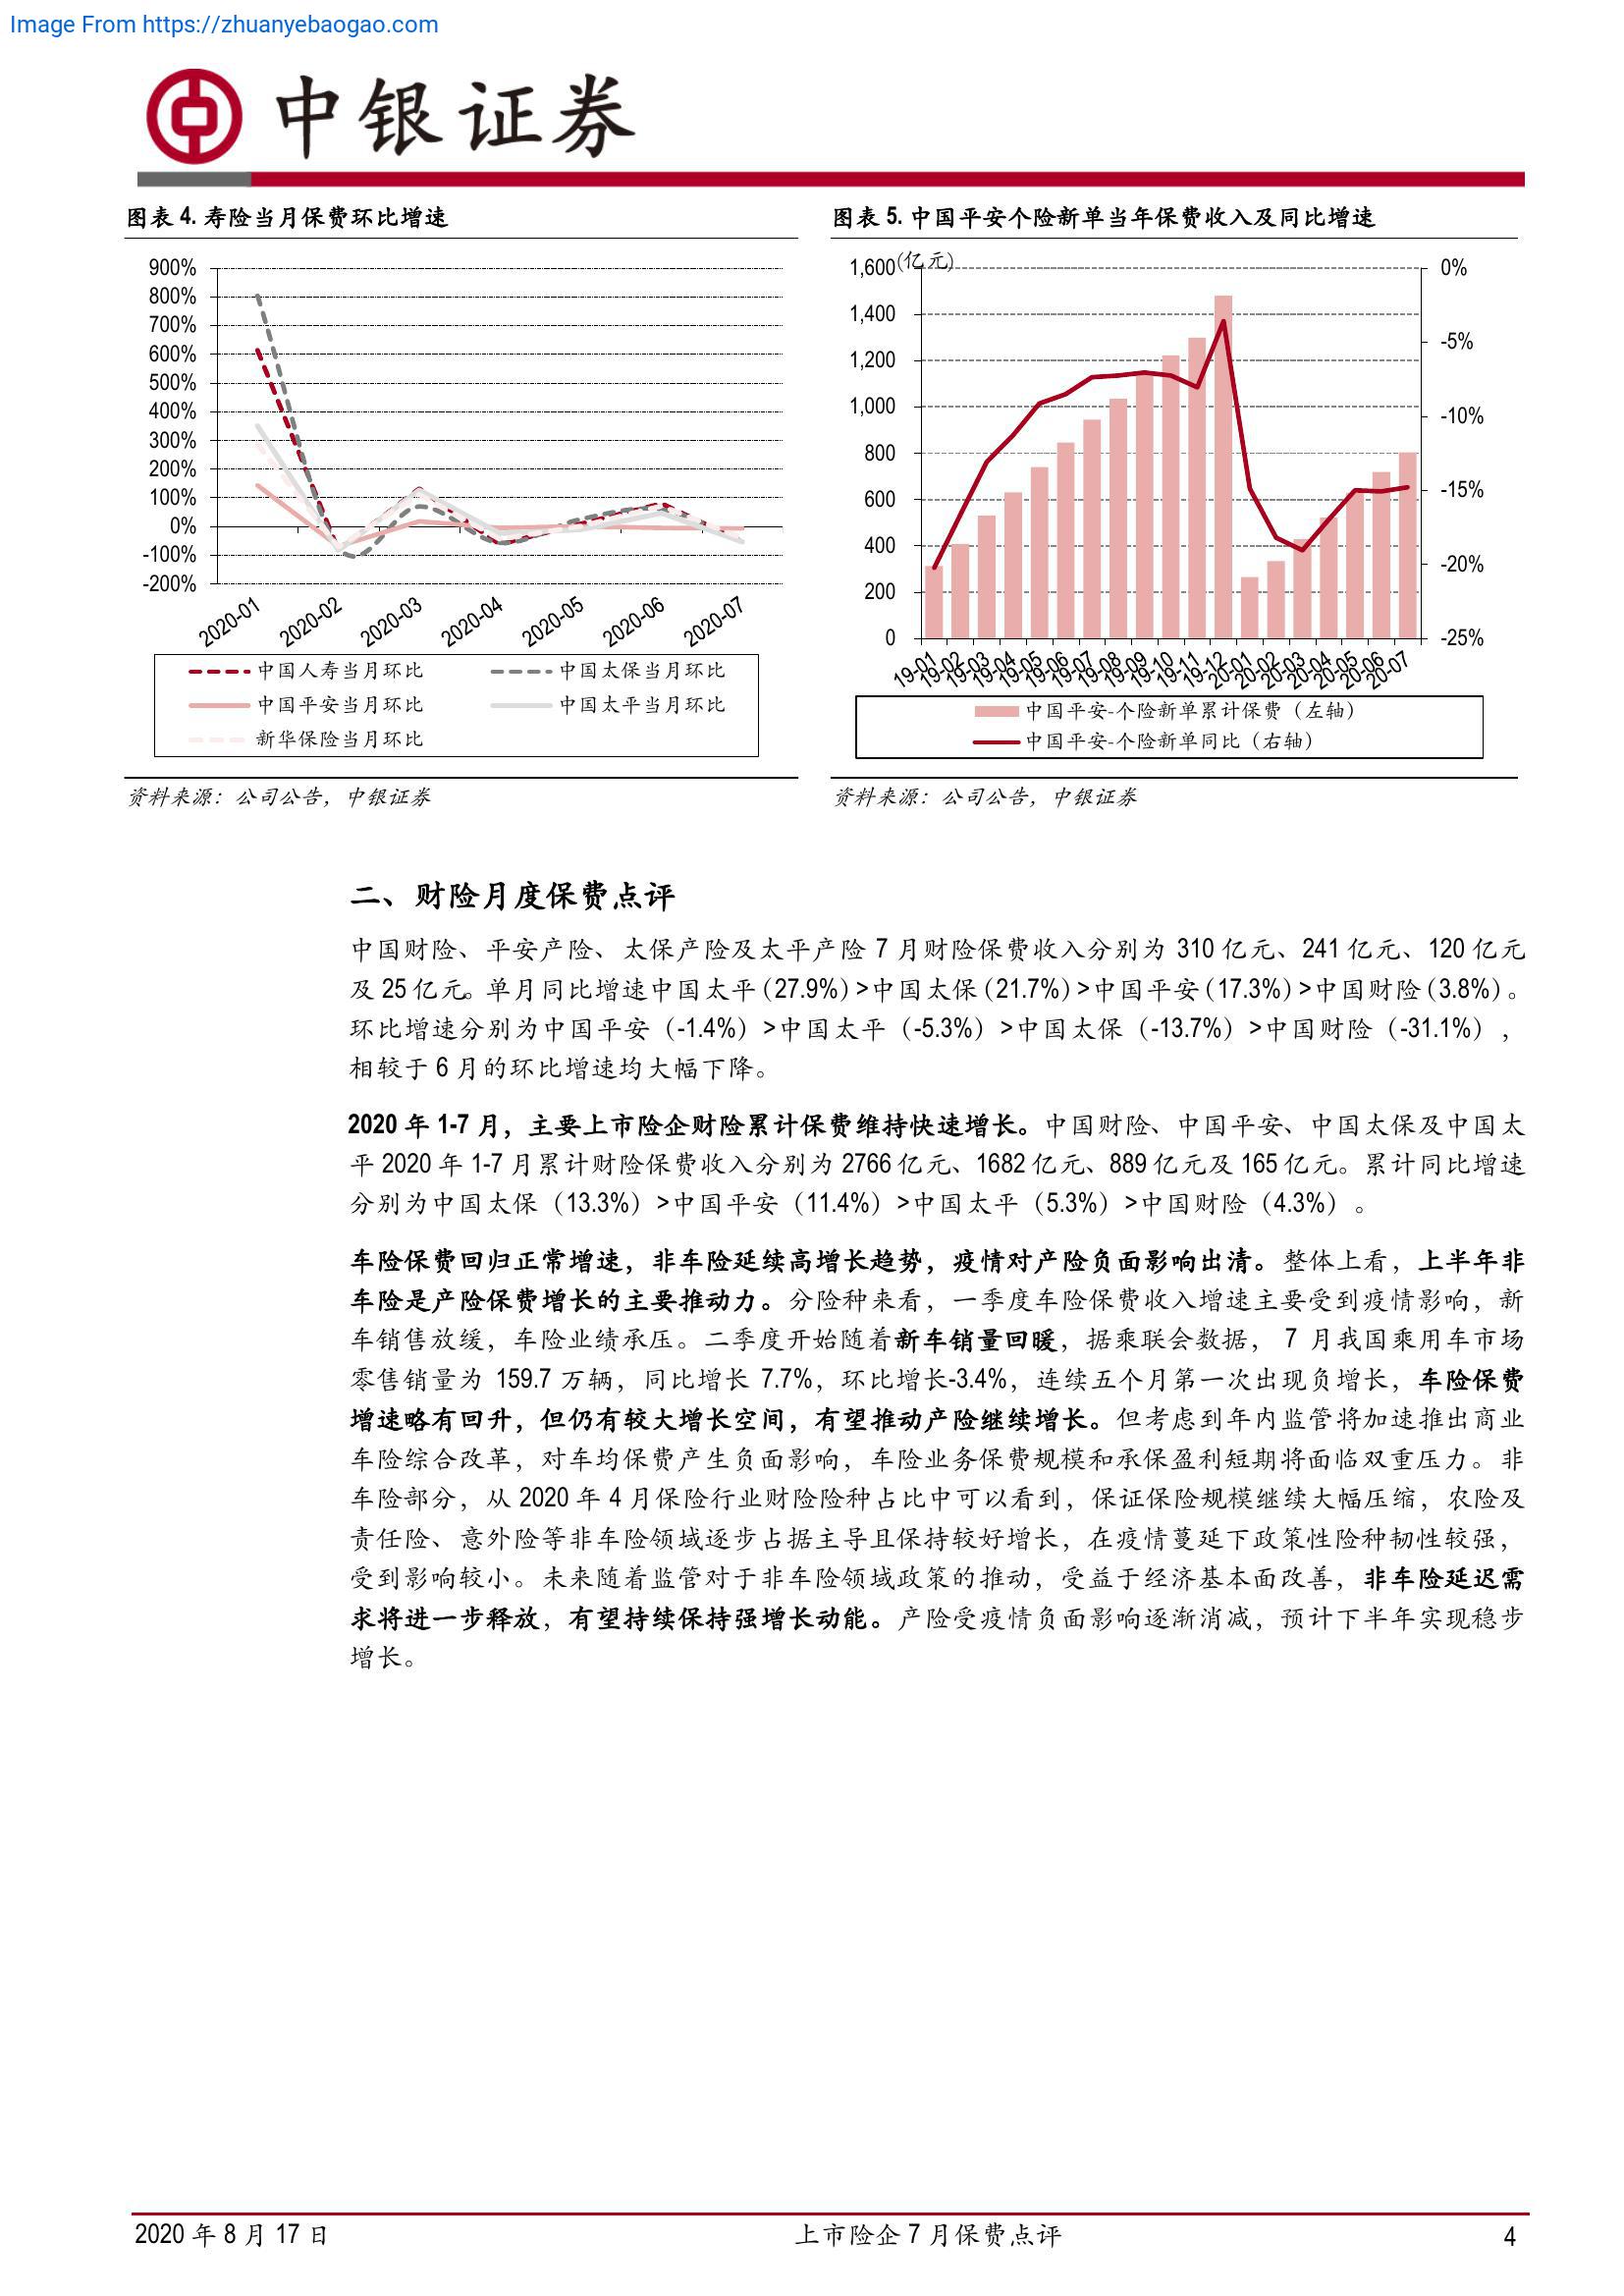 Image From https://zhuanyebaogao.com
中银证券
图表 4. 寿险当月保费环比增速
900%
800%
700%
600%
500%
400%
300%
200%
100%
0%
-100%
-200%
2020-01
2020-02
2020-03
2020-04
2020-05
2020-06
2020-07
中国人寿当月环比
中国太保当月环比
中国平安当月环比
中国太平当月环比
新华保险当月环比
资料来源：公司公告，中银证券
图表 5. 中国平安个险新单当年保费收入及同比增速
(亿元)
1,600
1,400
1,200
1,000
800
600
400
200
0
0%
-5%
-10%
-15%
-20%
-25%
19-01
19-02
19-03
19-04
19-05
19-06
19-07
19-08
19-09
19-10
19-11
19-12
20-01
20-02
20-03
20-04
20-05
20-06
20-07
中国平安-个险新单累计保费（左轴）
中国平安-个险新单同比（右轴）
资料来源：公司公告，中银证券
二、财险月度保费点评
中国财险、平安产险、太保产险及太平产险 7 月财险保费收入分别为 310 亿元、241 亿元、120 亿元
及 25 亿元。单月同比增速中国太平（27.9%）>中国太保（21.7%）>中国平安（17.3%）>中国财险（3.8%）。
环比增速分别为中国平安（-1.4%）>中国太平（-5.3%）>中国太保（-13.7%）>中国财险（-31.1%），
相较于 6 月的环比增速均大幅下降。
2020 年 1-7 月，主要上市险企财险累计保费维持快速增长。中国财险、中国平安、中国太保及中国太
平 2020 年 1-7 月累计财险保费收入分别为 2766 亿元、1682 亿元、889 亿元及 165 亿元。累计同比增速
分别为中国太保（13.3%）>中国平安（11.4%）>中国太平（5.3%）>中国财险（4.3%）。
车险保费回归正常增速，非车险延续高增长趋势，疫情对产险负面影响出清。整体上看，上半年非
车险是产险保费增长的主要推动力。分险种来看，一季度车险保费收入增速主要受到疫情影响，新
车销售放缓，车险业绩承压。二季度开始随着新车销量回暖，据乘联会数据， 7 月我国乘用车市场
零售销量为 159.7 万辆，同比增长 7.7%，环比增长-3.4%，连续五个月第一次出现负增长，车险保费
增速略有回升，但仍有较大增长空间，有望推动产险继续增长。但考虑到年内监管将加速推出商业
车险综合改革，对车均保费产生负面影响，车险业务保费规模和承保盈利短期将面临双重压力。非
车险部分，从 2020 年 4 月保险行业财险险种占比中可以看到，保证保险规模继续大幅压缩，农险及
责任险、意外险等非车险领域逐步占据主导且保持较好增长，在疫情蔓延下政策性险种韧性较强，
受到影响较小。未来随着监管对于非车险领域政策的推动，受益于经济基本面改善，非车险延迟需
求将进一步释放，有望持续保持强增长动能。产险受疫情负面影响逐渐消减，预计下半年实现稳步
增长。
2020 年 8 月 17 日
上市险企 7 月保费点评
4